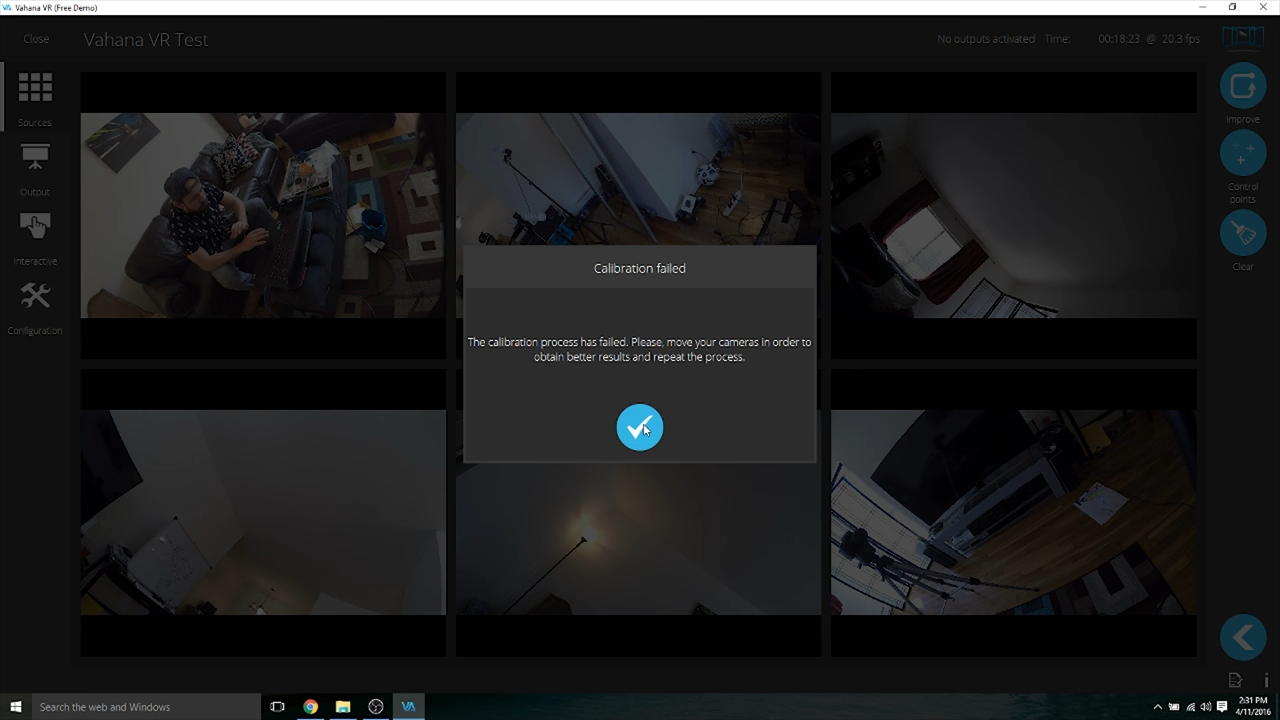 VA Vahana VR (Free Demo)
Close
Vahana VR Test
No outputs activated Time: 00:18:23 @ 20.3 fps
Sources
Output
Interactive
Configuration
Improve
Control
points
Clear
Calibration failed
The calibration process has failed. Please, move your cameras in order to
obtain better results and repeat the process.
Search the web and Windows
VA
2:31 PM
4/11/2016